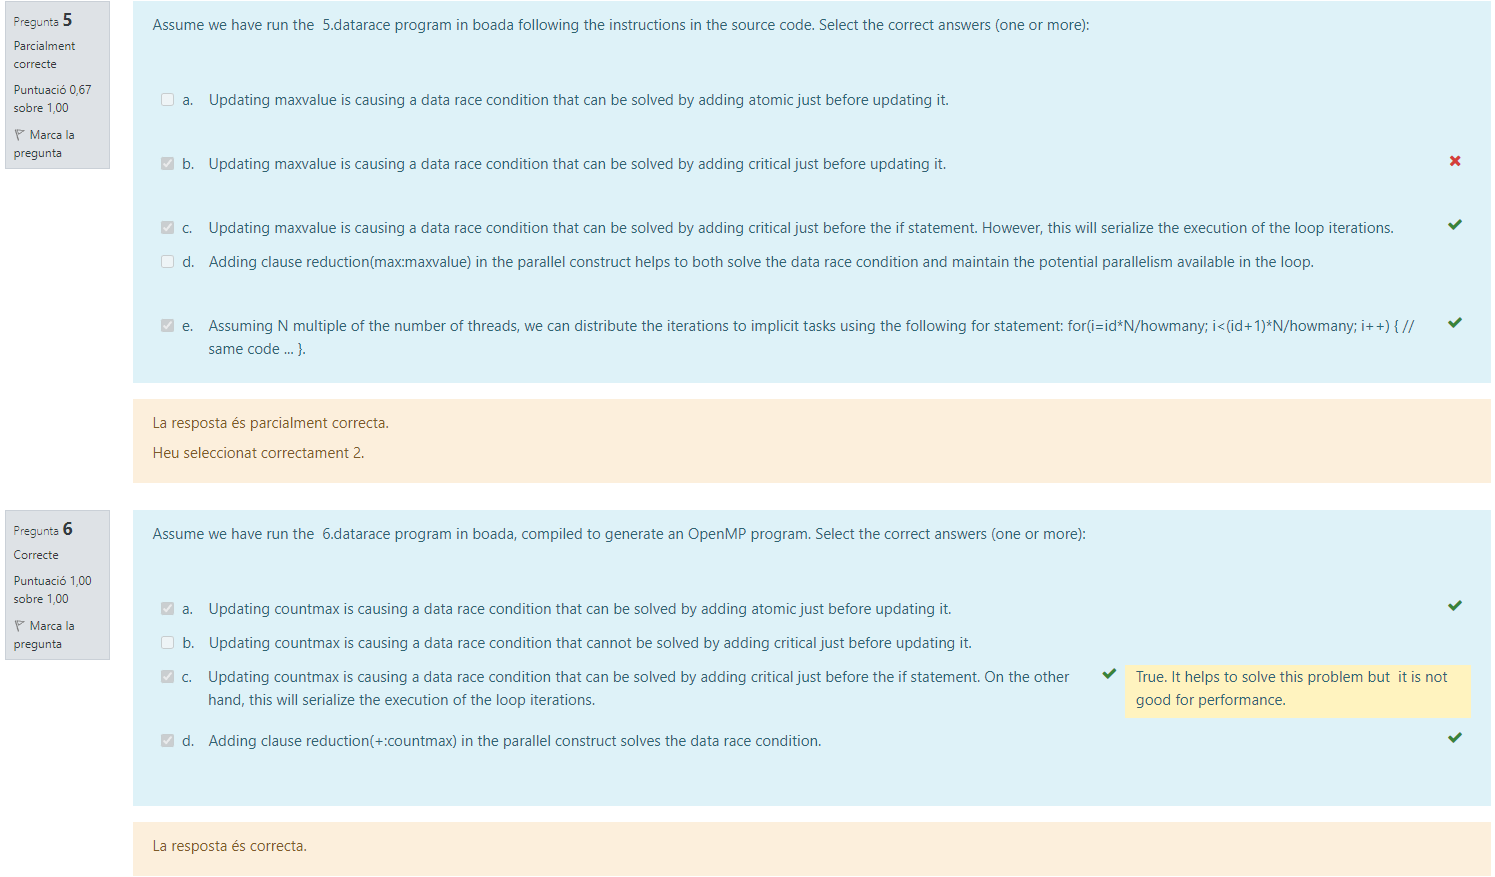 Pregunta 5
Parcialment
correcte
Puntuació 0,67
sobre 1,00
Marca la
pregunta
Assume we have run the 5.datarace program in boada following the instructions in the source code. Select the correct answers (one or more):
a. Updating maxvalue is causing a data race condition that can be solved by adding atomic just before updating it.
b. Updating maxvalue is causing a data race condition that can be solved by adding critical just before updating it.
c. Updating maxvalue is causing a data race condition that can be solved by adding critical just before the if statement. However, this will serialize the execution of the loop iterations.
d. Adding clause reduction(max:maxvalue) in the parallel construct helps to both solve the data race condition and maintain the potential parallelism available in the loop.
e. Assuming N multiple of the number of threads, we can distribute the iterations to implicit tasks using the following for statement: for(i=id*N/howmany; i<(id+1)*N/howmany; i++) { //
same code ... }.
La resposta és parcialment correcta.
Heu seleccionat correctament 2.
Pregunta 6
Correcte
Puntuació 1,00
sobre 1,00
Marca la
pregunta
Assume we have run the 6.datarace program in boada, compiled to generate an OpenMP program. Select the correct answers (one or more):
a. Updating countmax is causing a data race condition that can be solved by adding atomic just before updating it.
b. Updating countmax is causing a data race condition that cannot be solved by adding critical just before updating it.
c. Updating countmax is causing a data race condition that can be solved by adding critical just before the if statement. On the other
hand, this will serialize the execution of the loop iterations.
True. It helps to solve this problem but it is not
good for performance.
d. Adding clause reduction(+:countmax) in the parallel construct solves the data race condition.
La resposta és correcta.